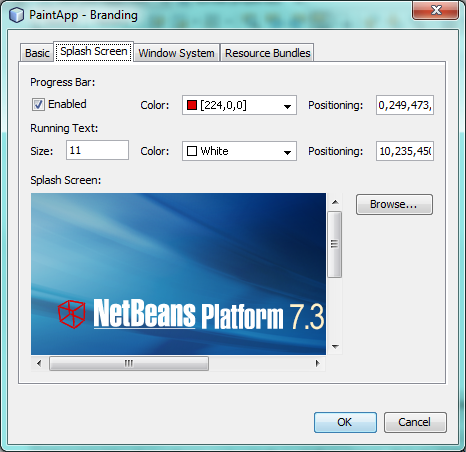 PaintApp - Branding
Basic Splash Screen Window System Resource Bundles
Progress Bar:
Enabled Color: [224,0,0] Positioning: 0,249,473,
Running Text:
Size: 11 Color: White Positioning: 10,235,450
Splash Screen:
Browse...
NetBeans Platform 7.3
OK Cancel